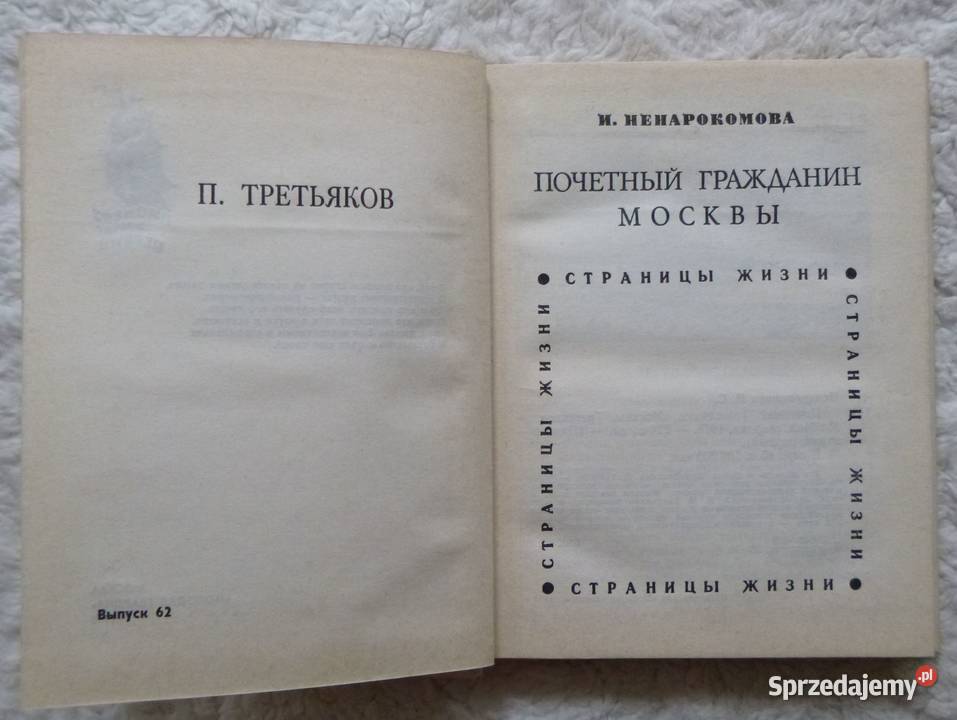 П. ТРЕТЬЯКОВ
Выпуск 62
И. НЕНАРОКОМОВА
ПОЧЕТНЫЙ ГРАЖДАНИН
МОСКВЫ
● СТРАНИЦЫ ЖИЗНИ ●
СТРАНИЦЫ ЖИЗНИ
СТРАНИЦЫ ЖИЗНИ
● СТРАНИЦЫ ЖИЗНИ ●
Sprzedajemy.pl